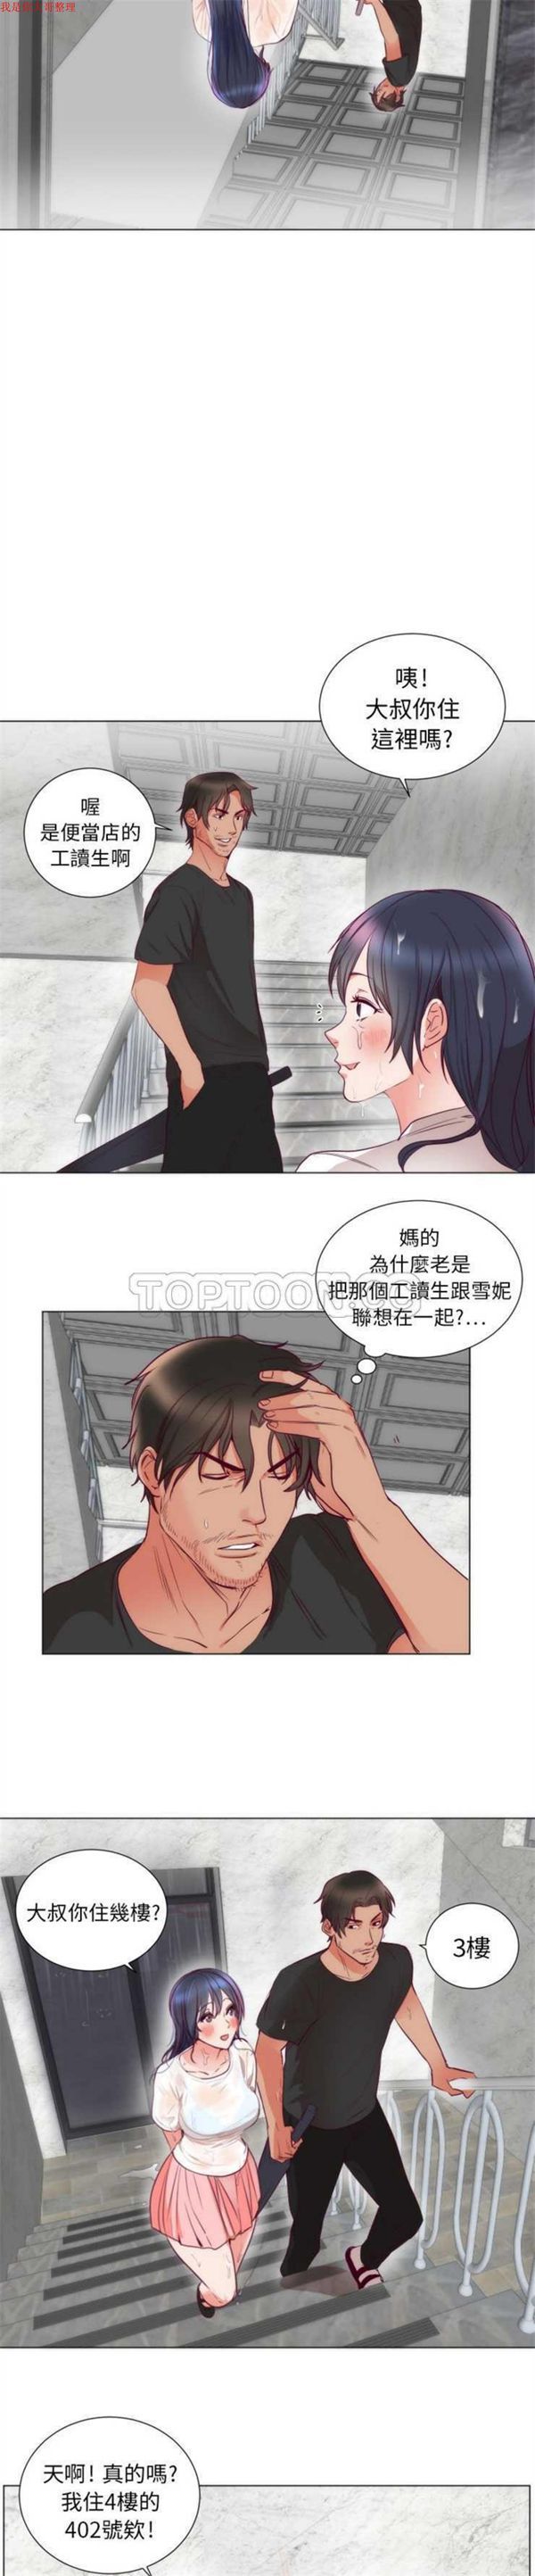 咦!
大叔你住
這裡嗎?
喔
是便當店的
工讀生啊
媽的
為什麼老是
把那個工讀生跟雪妮
聯想在一起?...
TOPTOON.CC
大叔你住幾樓?
3樓
天啊! 真的嗎?
我住4樓的
402號欸!